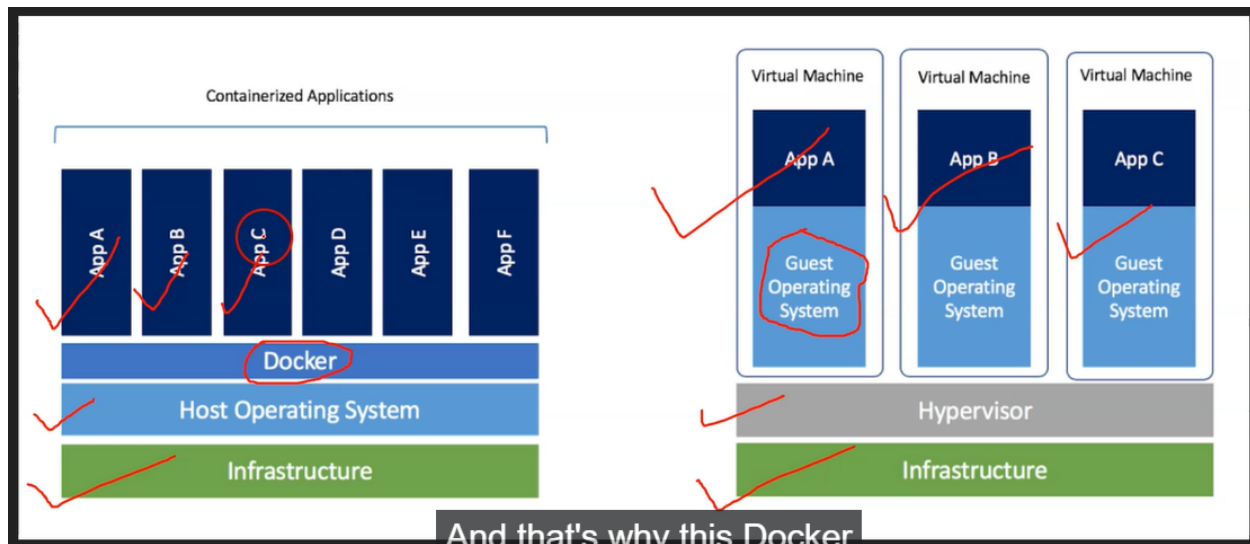 Containerized Applications
App A
App B
App C
App D
App E
App F
Docker
Host Operating System
Infrastructure
Virtual Machine
App A
Guest
Operating
System
Virtual Machine
App B
Guest
Operating
System
Virtual Machine
App C
Guest
Operating
System
Hypervisor
Infrastructure
And that's why this Docker